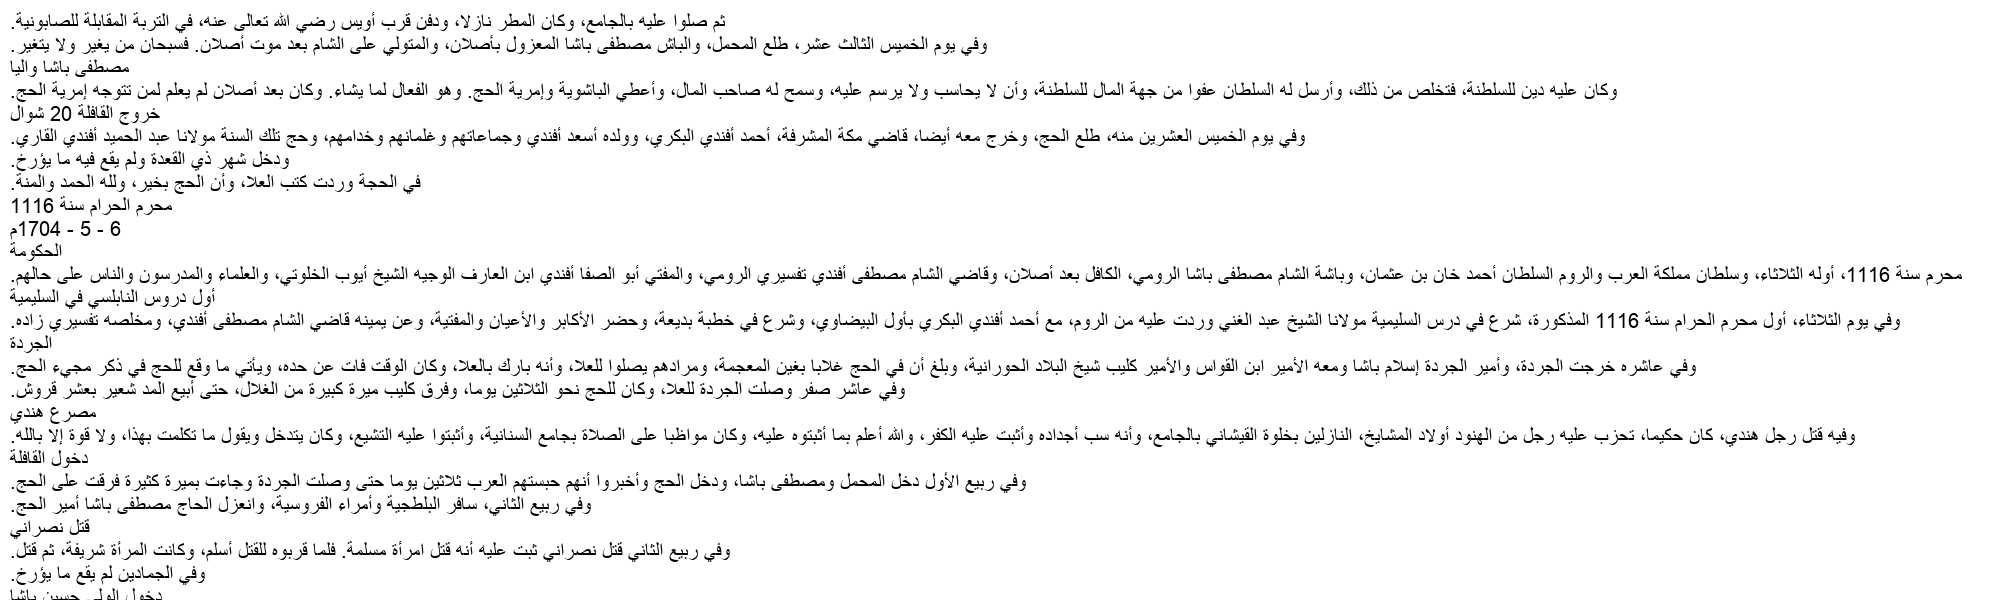 ثم صلوا عليه بالجامع، وكان المطر نازلا، ودفن قرب أويس رضي الله تعالى عنه، في التربة المقابلة للصابونية.
وفي يوم الخميس الثالث عشر، طلع المحمل، والباش مصطفى باشا المعزول بأصلان، والمتولي على الشام بعد موت أصلان. فسبحان من يغير ولا يتغير.
مصطفى باشا واليا
وكان عليه دين للسلطنة، فتخلص من ذلك، وأرسل له السلطان عفوا من جهة المال للسلطنة، وأن لا يحاسب ولا يرسم عليه، وسمح له صاحب المال، وأعطي الباشوية وإمرية الحج. وهو الفعال لما يشاء. وكان بعد أصلان لم يعلم لمن تتوجه إمرية الحج.
خروج القافلة 20 شوال
وفي يوم الخميس العشرين منه، طلع الحج، وخرج معه أيضا، قاضي مكة المشرفة، أحمد أفندي البكري، وولده أسعد أفندي وجماعاتهم وغلمانهم وخدامهم، وحج تلك السنة مولانا عبد الحميد أفندي القاري.
ودخل شهر ذي القعدة ولم يقع فيه ما يؤرخ.
في الحجة وردت كتب العلا، وأن الحج بخير، ولله الحمد والمنة.
محرم الحرام سنة 1116
6 - 5 - 1704م
الحكومة
محرم سنة 1116، أوله الثلاثاء، وسلطان مملكة العرب والروم السلطان أحمد خان بن عثمان، وباشة الشام مصطفى باشا الرومي، الكافل بعد أصلان، وقاضي الشام مصطفى أفندي تفسيري الرومي، والمفتي أبو الصفا أفندي ابن العارف الوجيه الشيخ أيوب الخلوتي، والعلماء والمدرسون والناس على حالهم.
أول دروس النابلسي في السليمية
وفي يوم الثلاثاء، أول محرم الحرام سنة 1116 المذكورة، شرع في درس السليمية مولانا الشيخ عبد الغني وردت عليه من الروم، مع أحمد أفندي البكري بأول البيضاوي، وشرع في خطبة بديعة، وحضر الأكابر والأعيان والمفتية، وعن يمينه قاضي الشام مصطفى أفندي، ومخلصه تفسيري زاده.
الجردة
وفي عاشره خرجت الجردة، وأمير الجردة إسلام باشا ومعه الأمير ابن القواس والأمير كليب شيخ البلاد الحورانية، وبلغ أن في الحج غلابا بغين المعجمة، ومرادهم يصلوا للعلا، وأنه بارك بالعلا، وكان الوقت فات عن حده، ويأتي ما وقع للحج في ذكر مجيء الحج.
وفي عاشر صفر وصلت الجردة للعلا، وكان للحج نحو الثلاثين يوما، وفرق كليب ميرة كبيرة من الغلال، حتى أبيع المد شعير بعشر قروش.
مصرع هندي
وفيه قتل رجل هندي، كان حكيما، تحزب عليه رجل من الهنود أولاد المشايخ، النازلين بخلوة القيشاني بالجامع، وأنه سب أجداده وأثبت عليه الكفر، والله أعلم بما أثبتوه عليه، وكان مواظبا على الصلاة بجامع السنانية، وأثبتوا عليه التشيع، وكان يتدخل ويقول ما تكلمت بهذا، ولا قوة إلا بالله.
دخول القافلة
وفي ربيع الأول دخل المحمل ومصطفى باشا، ودخل الحج وأخبروا أنهم حبستهم العرب ثلاثين يوما حتى وصلت الجردة وجاءت بميرة كثيرة فرقت على الحج.
وفي ربيع الثاني، سافر البلطجية وأمراء الفروسية، وانعزل الحاج مصطفى باشا أمير الحج.
قتل نصراني
وفي ربيع الثاني قتل نصراني ثبت عليه أنه قتل امرأة مسلمة. فلما قربوه للقتل أسلم، وكانت المرأة شريفة، ثم قتل.
وفي الجمادين لم يقع ما يؤرخ.
دخول الولي حسين باشا